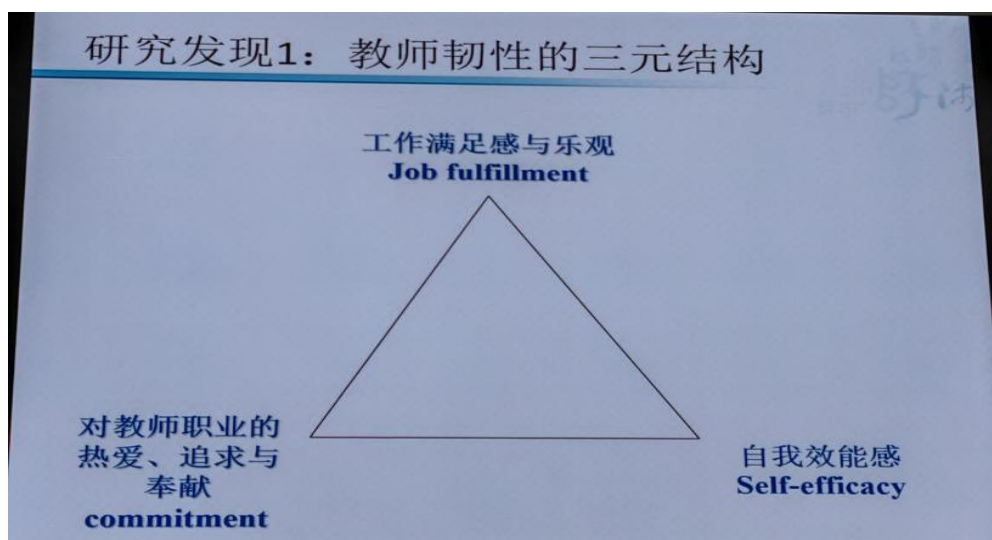 研究发现1：教师韧性的三元结构
工作满足感与乐观
Job fulfillment
对教师职业的
热爱、追求与
奉献
commitment
自我效能感
Self-efficacy